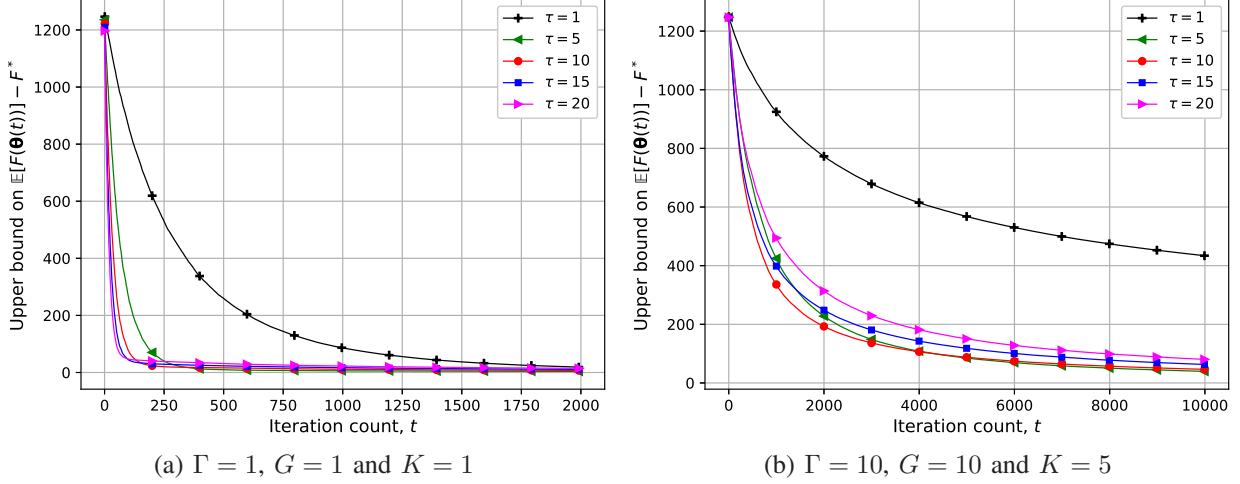 Upper bound on 𝔼[F(𝛉(t))] − F*
1200
1000
800
600
400
200
0
0 250 500 750 1000 1250 1500 1750 2000
Iteration count, t
τ = 1
τ = 5
τ = 10
τ = 15
τ = 20
(a) Γ = 1, G = 1 and K = 1
Upper bound on 𝔼[F(𝛉(t))] − F*
1200
1000
800
600
400
200
0
0 2000 4000 6000 8000 10000
Iteration count, t
τ = 1
τ = 5
τ = 10
τ = 15
τ = 20
(b) Γ = 10, G = 10 and K = 5